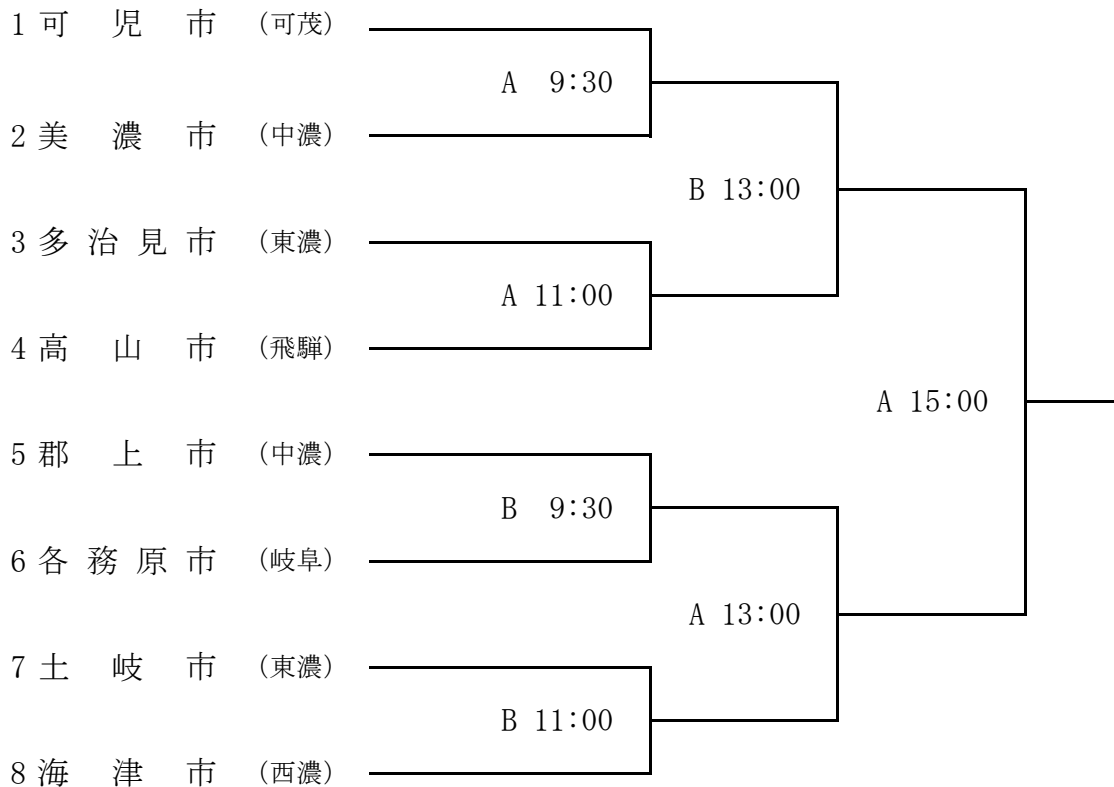 1 可児市 （可茂）
A 9:30
2 美濃市 （中濃）
B 13:00
3 多治見市 （東濃）
A 11:00
4 高山市 （飛騨）
A 15:00
5 郡上市 （中濃）
B 9:30
6 各務原市 （岐阜）
A 13:00
7 土岐市 （東濃）
B 11:00
8 海津市 （西濃）